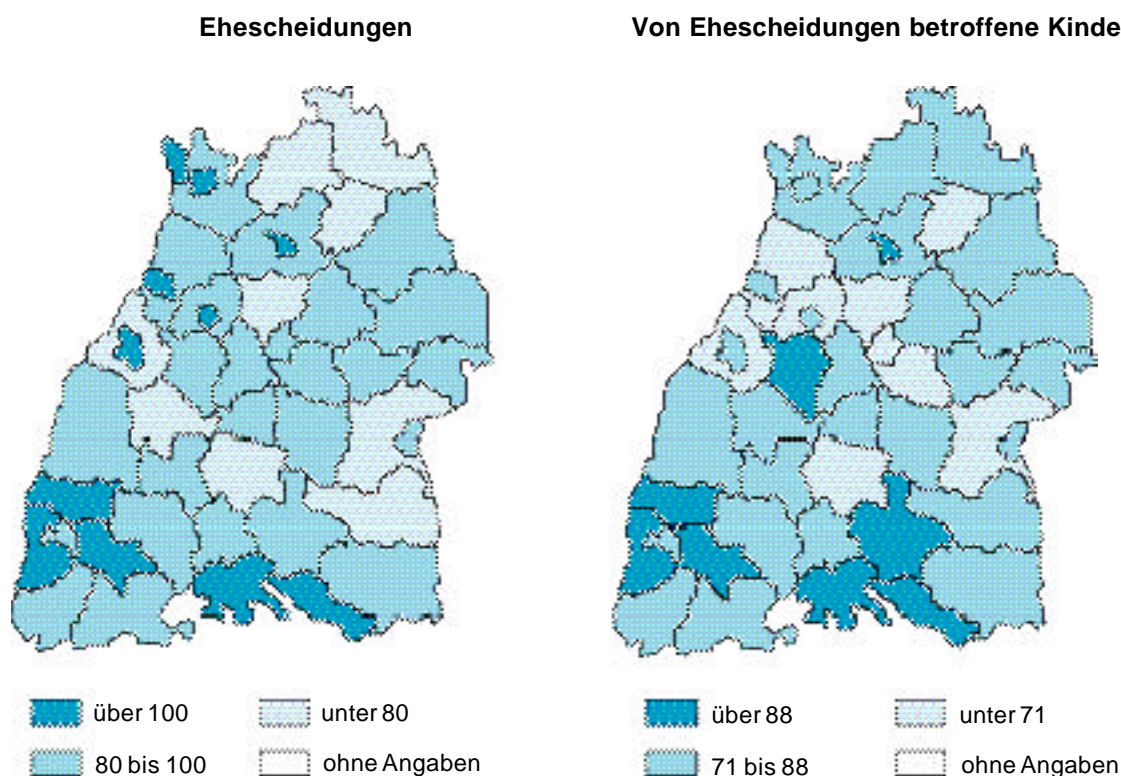 Ehescheidungen
Von Ehescheidungen betroffene Kinde
über 100
unter 80
80 bis 100
ohne Angaben
über 88
unter 71
71 bis 88
ohne Angaben